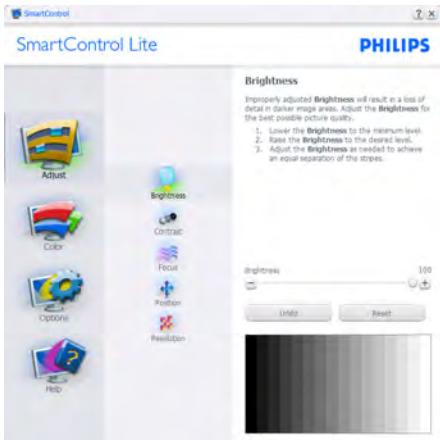 SmartControl
SmartControl Lite
PHILIPS
Adjust
Color
Options
Help
Brightness
Contrast
Focus
Position
Resolution
Brightness
Improperly adjusted Brightness will result in a loss of
detail in darker image areas. Adjust the Brightness for
the best possible picture quality.
1. Lower the Brightness to the minimum level.
2. Raise the Brightness to the desired level.
3. Adjust the Brightness as needed to achieve
an equal separation of the stripes.
Brightness 100
Undo Reset